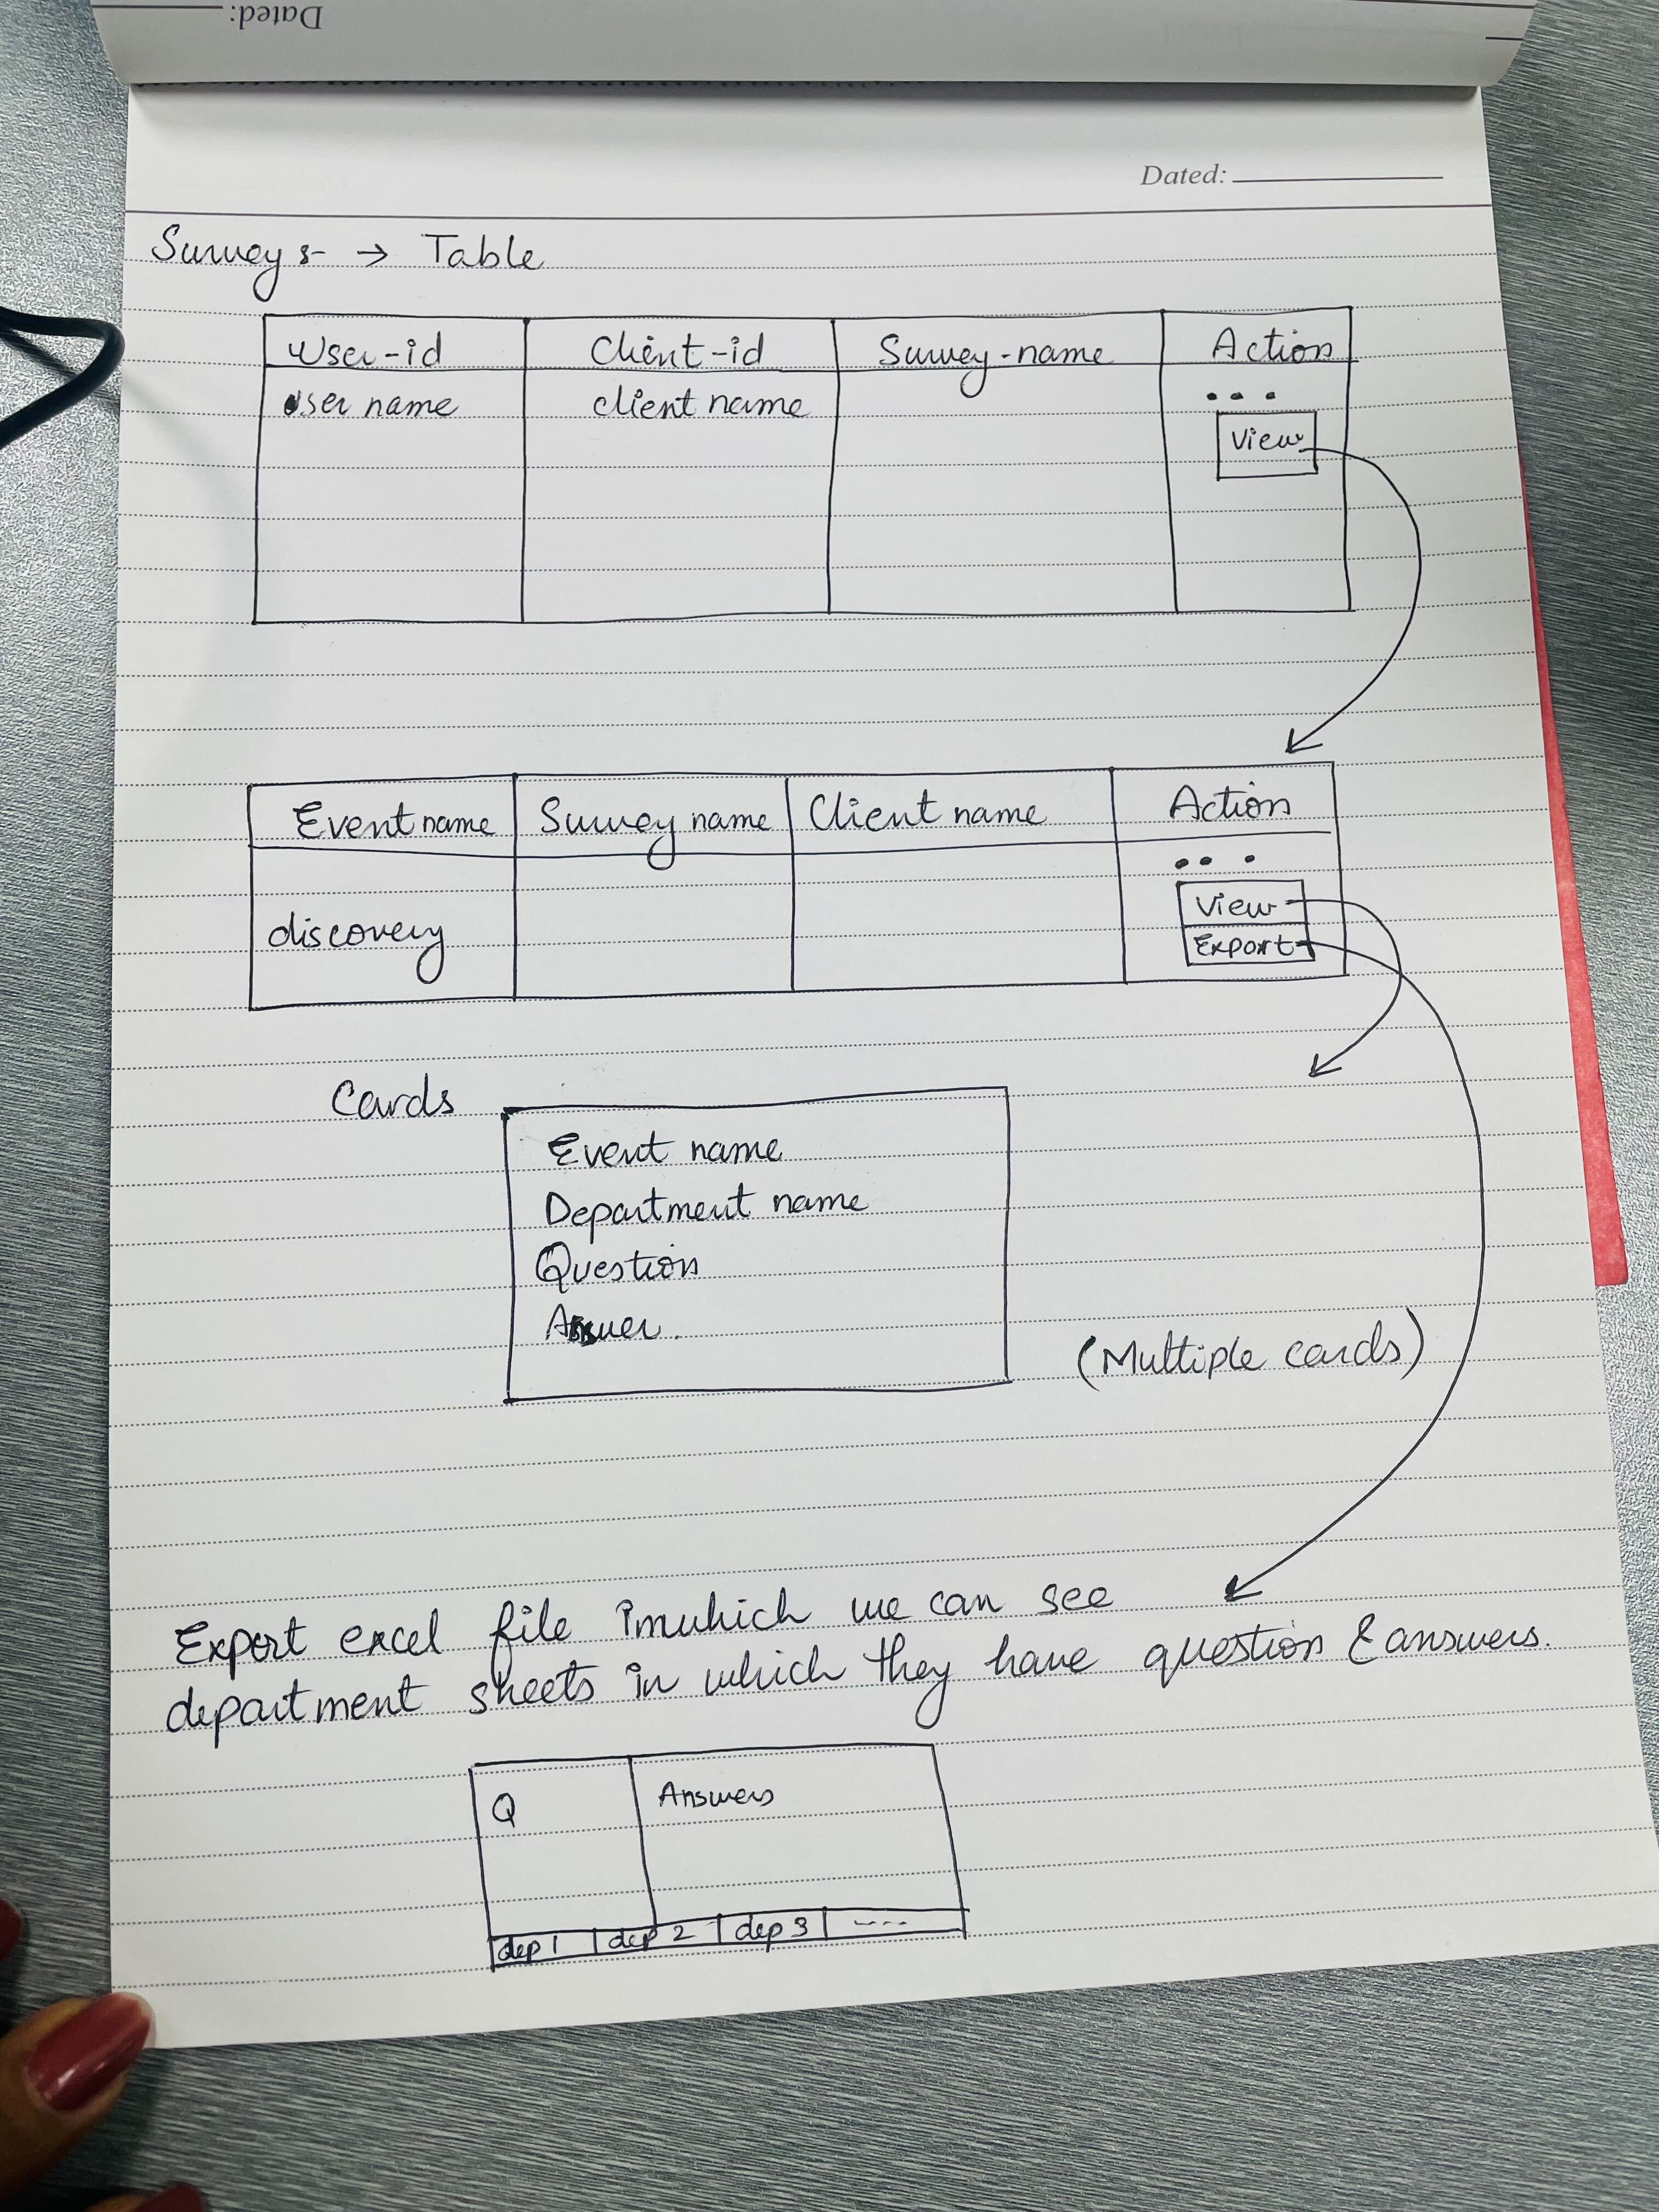 Dated:
Dated:
Surveys → Table
User-id Client-id Survey-name Action
user name client name ...
View
Event name Survey name Client name Action
...
View
discovery
Export
Cards
Event name
Department name
Question
Answer.
(Multiple cards)
Export excel file in which we can see
department sheets in which they have question & answers.
Q Answers
dep 1 dep 2 dep 3 ----